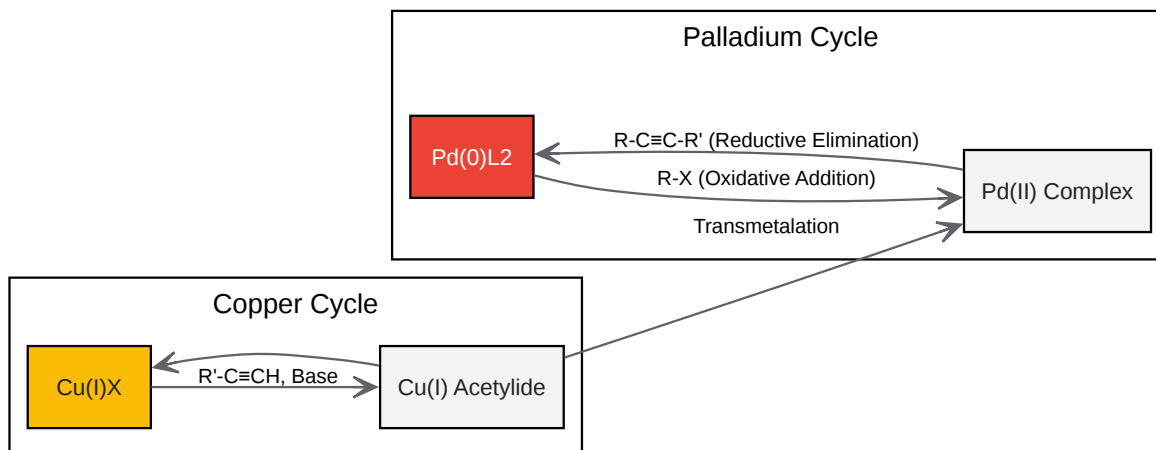 Palladium Cycle
Pd(0)L2
R-C≡C-R' (Reductive Elimination)
R-X (Oxidative Addition)
Pd(II) Complex
Transmetalation
Copper Cycle
Cu(I)X
R'-C≡CH, Base
Cu(I) Acetylide